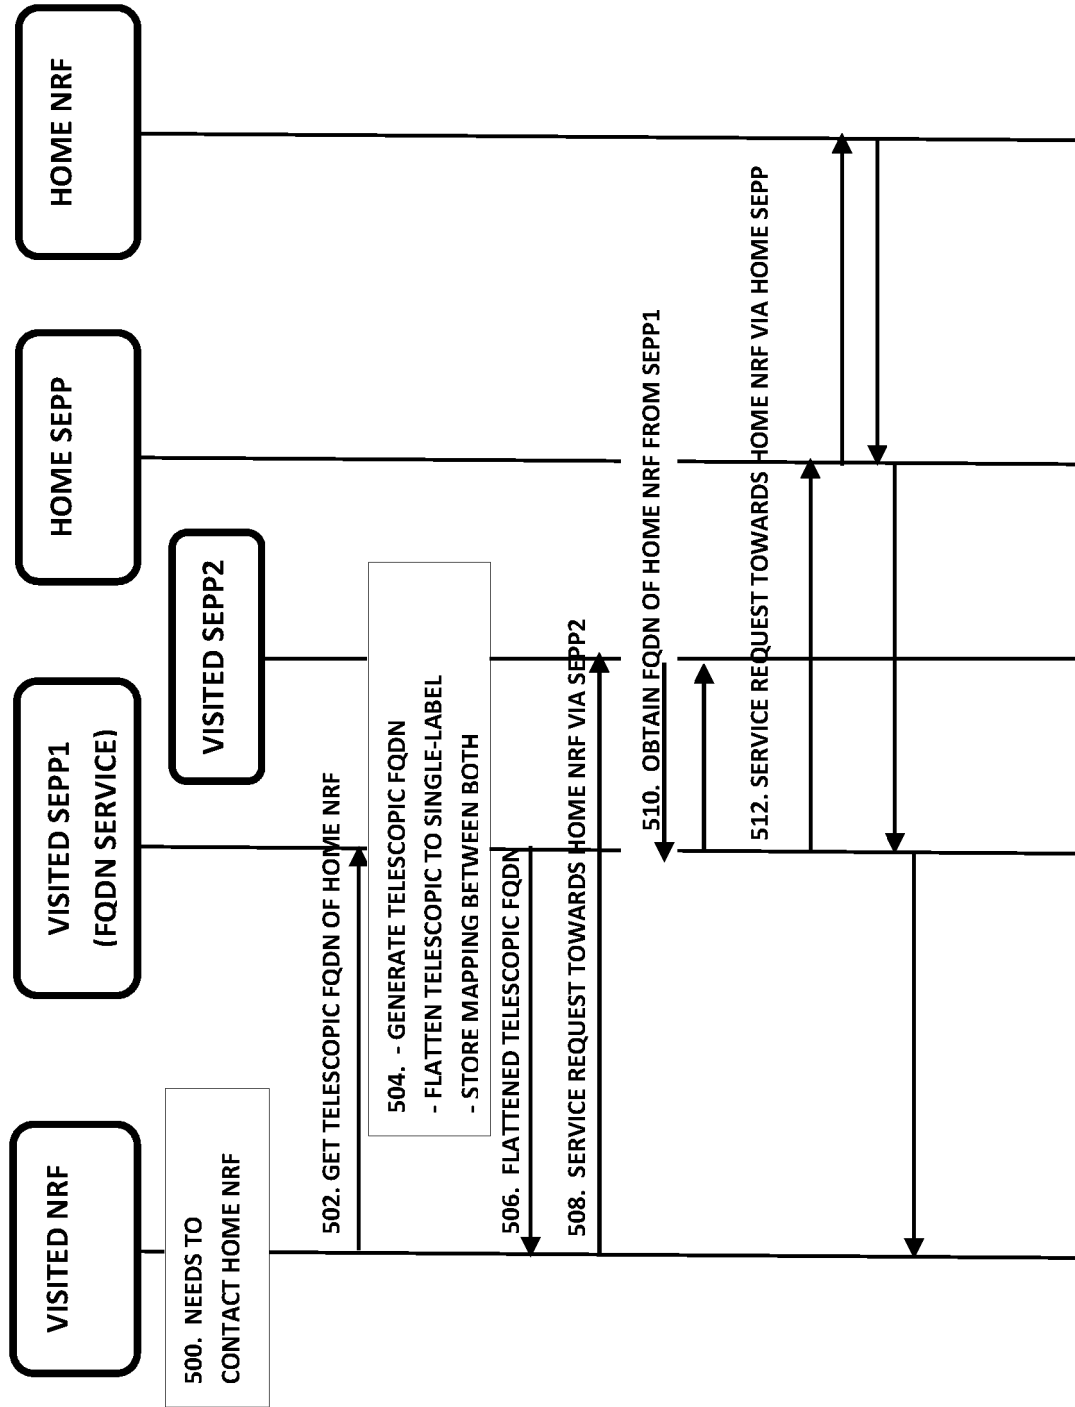 VISITED NRF
VISITED SEPP1
(FQDN SERVICE)
VISITED SEPP2
HOME SEPP
HOME NRF
500. NEEDS TO
CONTACT HOME NRF
502. GET TELESCOPIC FQDN OF HOME NRF
504. - GENERATE TELESCOPIC FQDN
- FLATTEN TELESCOPIC TO SINGLE-LABEL
- STORE MAPPING BETWEEN BOTH
506. FLATTENED TELESCOPIC FQDN
508. SERVICE REQUEST TOWARDS HOME NRF VIA SEPP2
510. OBTAIN FQDN OF HOME NRF FROM SEPP1
512. SERVICE REQUEST TOWARDS HOME NRF VIA HOME SEPP